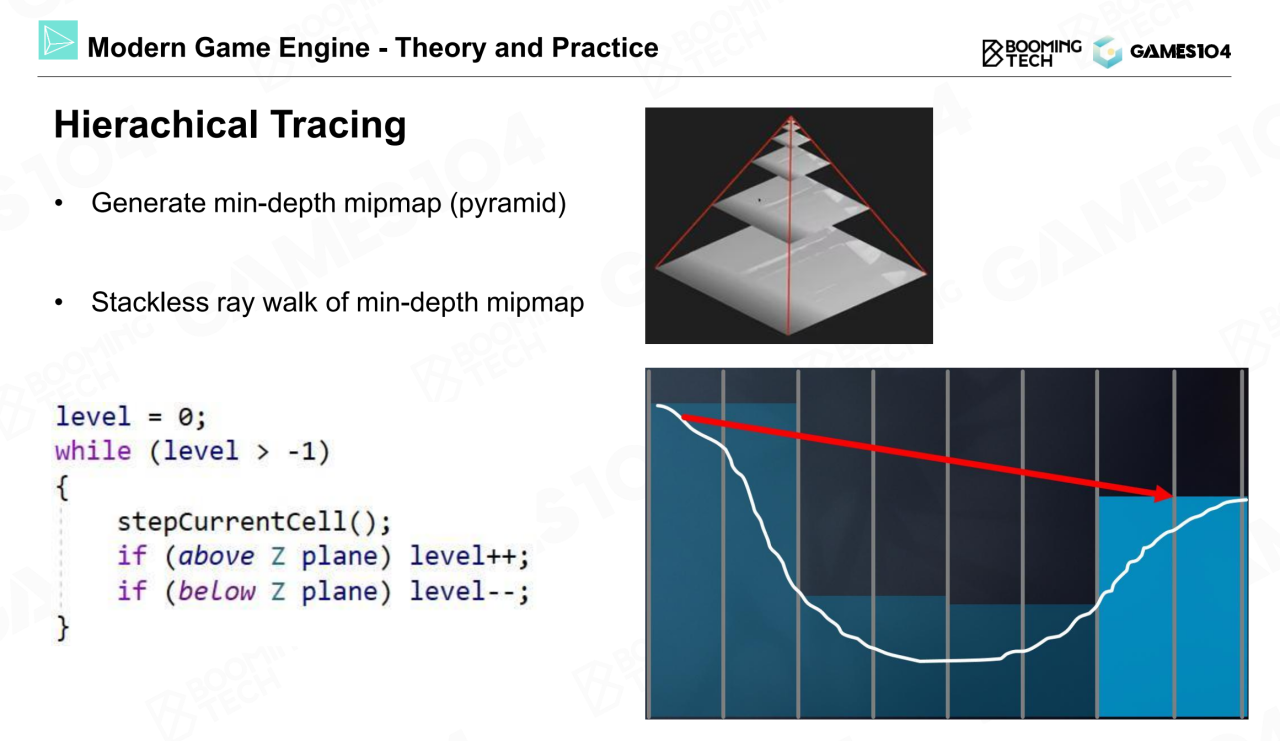 Modern Game Engine - Theory and Practice
BOOMING
TECH
GAMES104
Hierachical Tracing
• Generate min-depth mipmap (pyramid)
• Stackless ray walk of min-depth mipmap
level = 0;
while (level > -1)
{
stepCurrentCell();
if (above Z plane) level++;
if (below Z plane) level--;
}